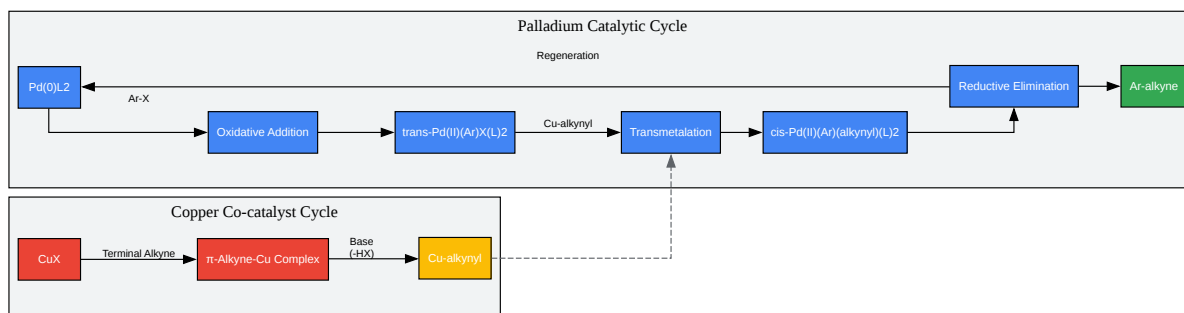 Palladium Catalytic Cycle
Regeneration
Pd(0)L2
Reductive Elimination
Ar-alkyne
Ar-X
Oxidative Addition
trans-Pd(II)(Ar)X(L)2
Cu-alkynyl
Transmetalation
cis-Pd(II)(Ar)(alkynyl)(L)2
Copper Co-catalyst Cycle
CuX
Terminal Alkyne
π-Alkyne-Cu Complex
Base
(-HX)
Cu-alkynyl